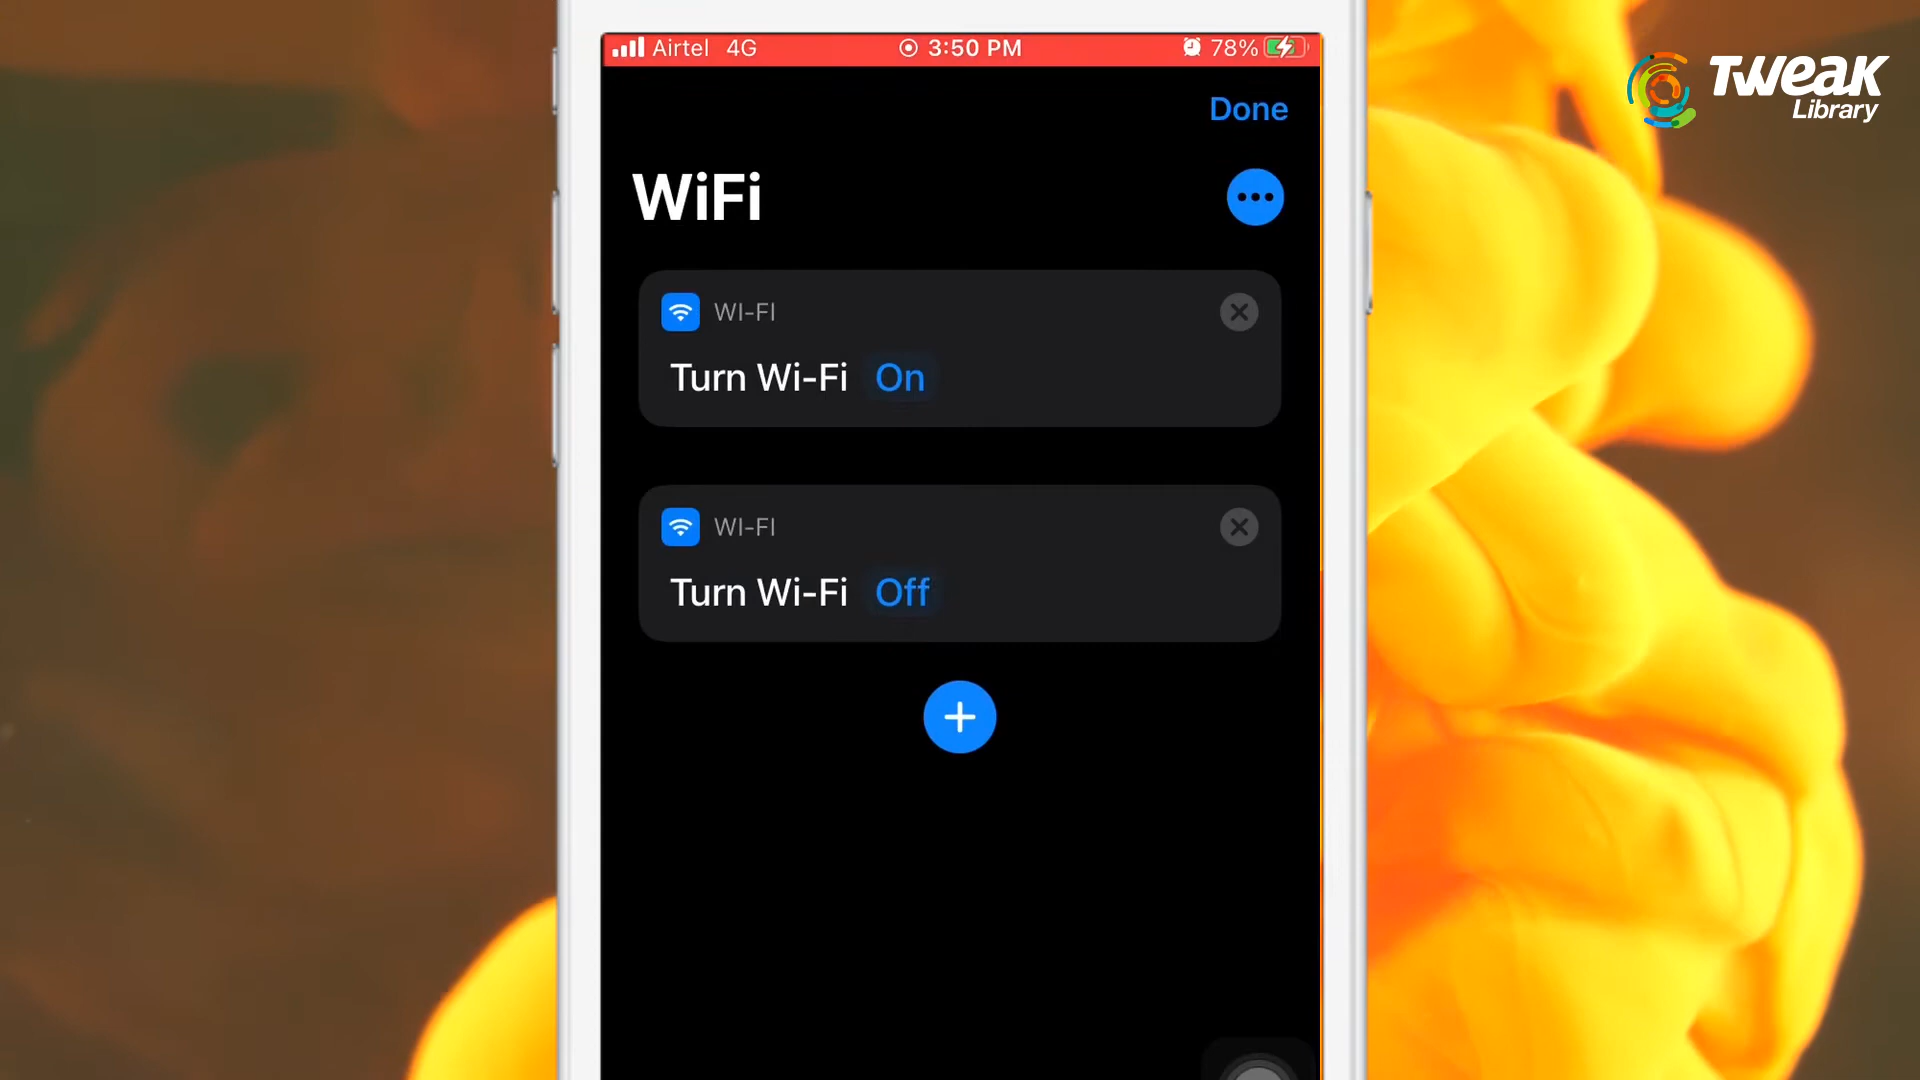 Airtel 4G 3:50 PM 78%
TWeaK
Library
Done
WiFi
WI-FI
Turn Wi-Fi On
WI-FI
Turn Wi-Fi Off